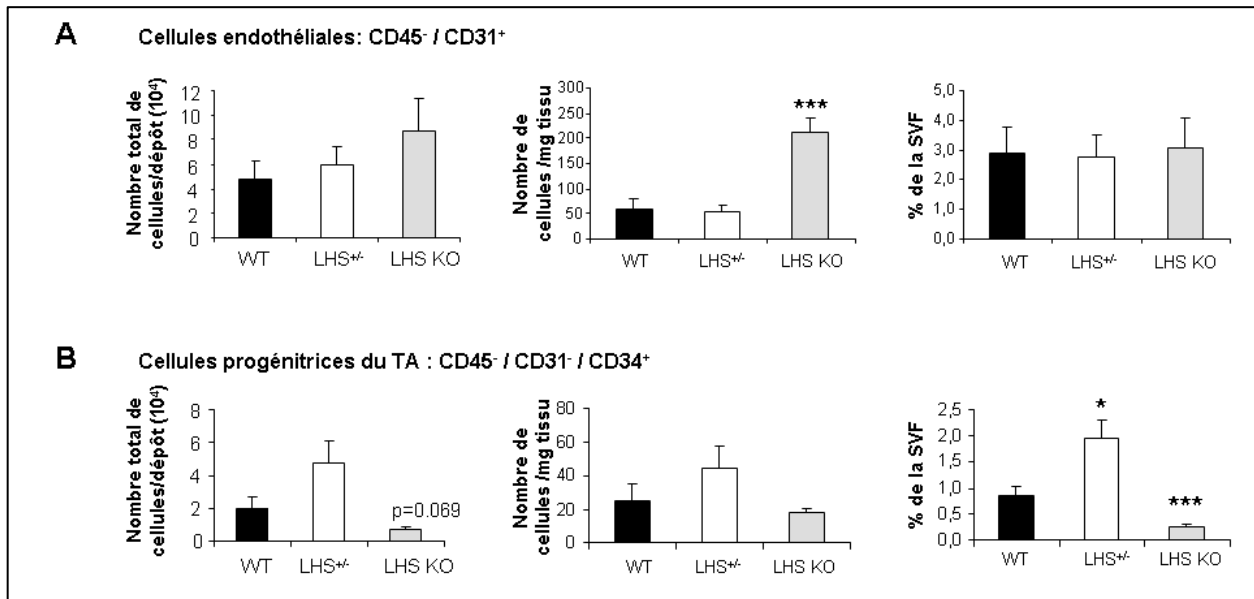 A Cellules endothéliales: CD45⁻ / CD31⁺
Nombre total de
cellules/dépôt (10⁴)
12
10
8
6
4
2
0
WT LHS⁺/⁻ LHS KO
Nombre de
cellules /mg tissu
300
250
200
150
100
50
0
***
WT LHS⁺/⁻ LHS KO
% de la SVF
5,0
4,0
3,0
2,0
1,0
0,0
WT LHS⁺/⁻ LHS KO
B Cellules progénitrices du TA : CD45⁻ / CD31⁻ / CD34⁺
Nombre total de
cellules/dépôt (10⁴)
8
6
4
2
0
p=0.069
WT LHS⁺/⁻ LHS KO
Nombre de
cellules /mg tissu
80
60
40
20
0
WT LHS⁺/⁻ LHS KO
% de la SVF
2,5
2,0
1,5
1,0
0,5
0,0
*
***
WT LHS⁺/⁻ LHS KO